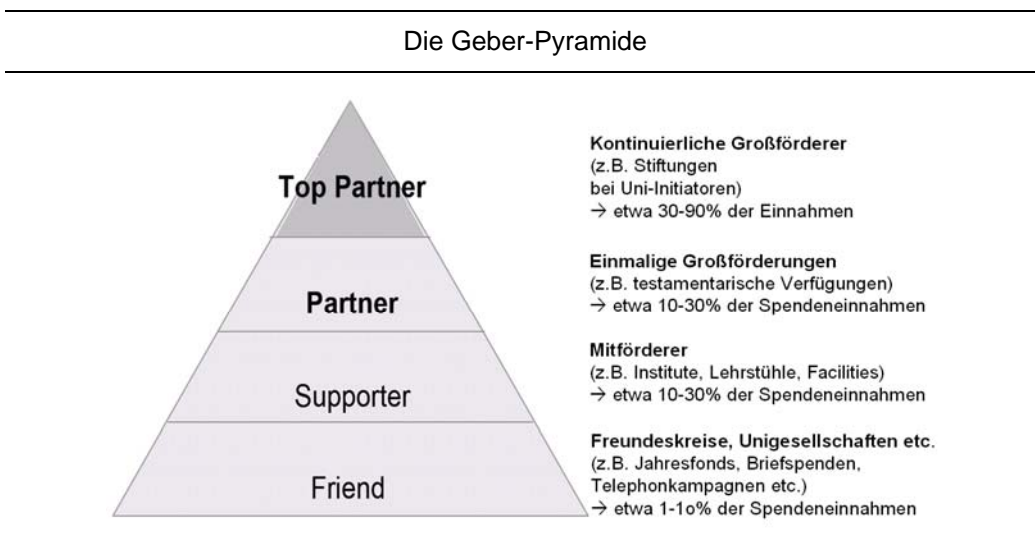 Die Geber-Pyramide
Top Partner
Kontinuierliche Großförderer
(z.B. Stiftungen
bei Uni-Initiatoren)
→ etwa 30-90% der Einnahmen
Partner
Einmalige Großförderungen
(z.B. testamentarische Verfügungen)
→ etwa 10-30% der Spendeneinnahmen
Supporter
Mitförderer
(z.B. Institute, Lehrstühle, Facilities)
→ etwa 10-30% der Spendeneinnahmen
Friend
Freundeskreise, Unigesellschaften etc.
(z.B. Jahresfonds, Briefspenden,
Telephonkampagnen etc.)
→ etwa 1-1o% der Spendeneinnahmen